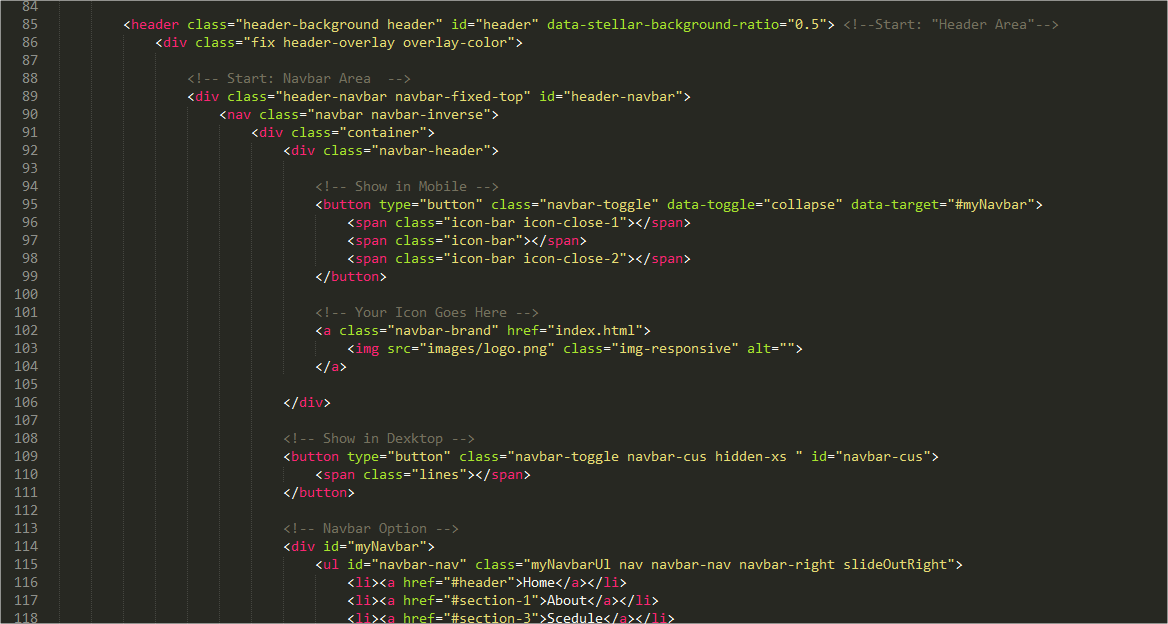 84
85 <header class="header-background header" id="header" data-stellar-background-ratio="0.5"> <!--Start: "Header Area"-->
86 <div class="fix header-overlay overlay-color">
87
88 <!-- Start: Navbar Area  -->
89 <div class="header-navbar navbar-fixed-top" id="header-navbar">
90 <nav class="navbar navbar-inverse">
91 <div class="container">
92 <div class="navbar-header">
93
94 <!-- Show in Mobile -->
95 <button type="button" class="navbar-toggle" data-toggle="collapse" data-target="#myNavbar">
96 <span class="icon-bar icon-close-1"></span>
97 <span class="icon-bar"></span>
98 <span class="icon-bar icon-close-2"></span>
99 </button>
100
101 <!-- Your Icon Goes Here -->
102 <a class="navbar-brand" href="index.html">
103 <img src="images/logo.png" class="img-responsive" alt="">
104 </a>
105
106 </div>
107
108 <!-- Show in Dexktop -->
109 <button type="button" class="navbar-toggle navbar-cus hidden-xs " id="navbar-cus">
110 <span class="lines"></span>
111 </button>
112
113 <!-- Navbar Option -->
114 <div id="myNavbar">
115 <ul id="navbar-nav" class="myNavbarUl nav navbar-nav navbar-right slideOutRight">
116 <li><a href="#header">Home</a></li>
117 <li><a href="#section-1">About</a></li>
118 <li><a href="#section-3">Scedule</a></li>